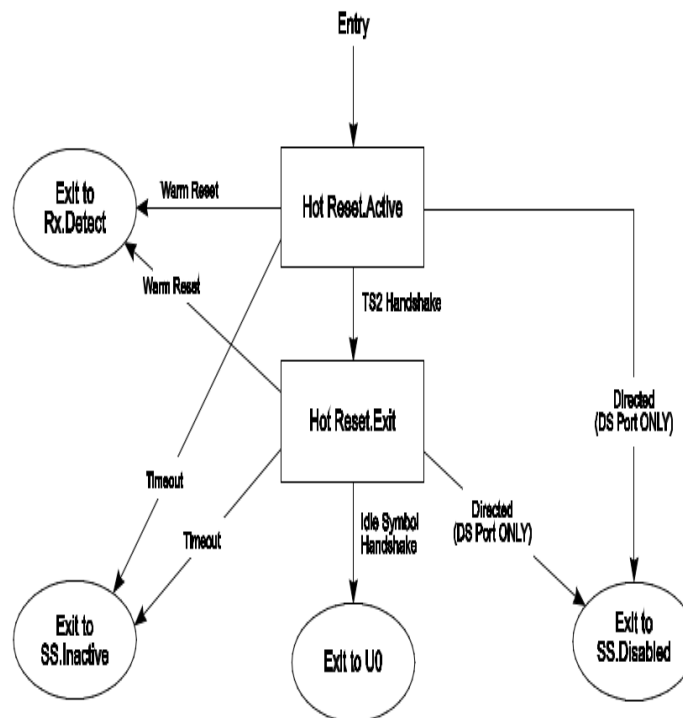 Entry
Exit to
Rx.Detect
Warm Reset
Hot Reset.Active
Warm Reset
TS2 Handshake
Hot Reset.Exit
Directed
(DS Port ONLY)
Timeout
Timeout
Idle Symbol
Handshake
Directed
(DS Port ONLY)
Exit to
SS.Inactive
Exit to U0
Exit to
SS.Disabled